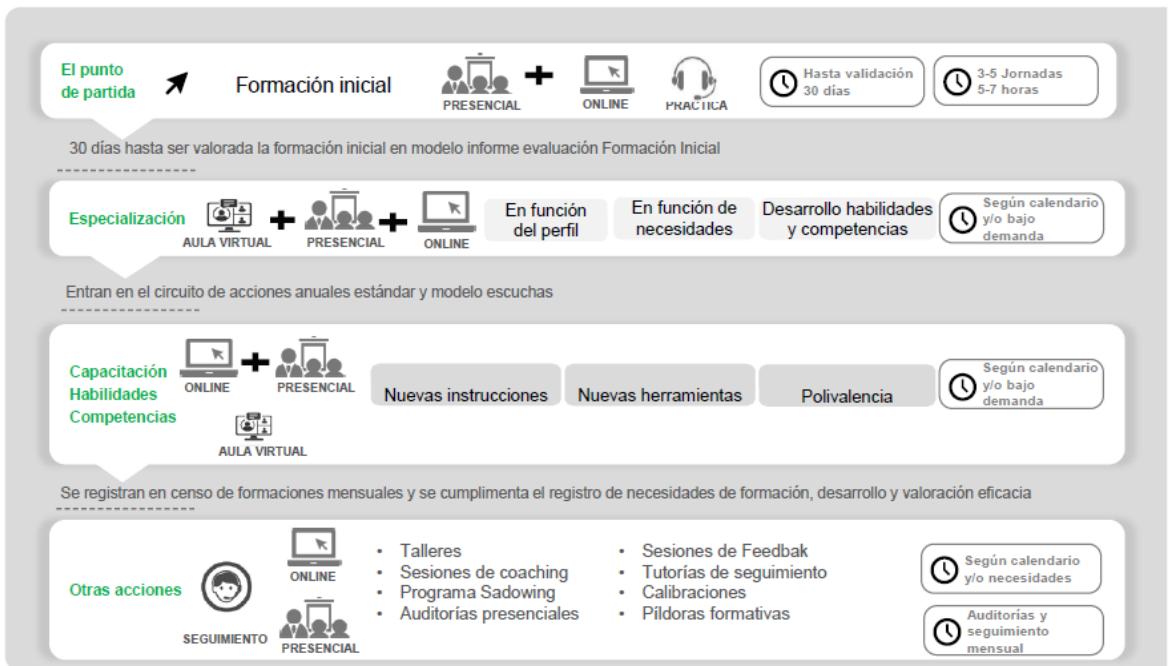 El punto
de partida
Formación inicial
PRESENCIAL
ONLINE
PRÁCTICA
Hasta validación
30 días
3-5 Jornadas
5-7 horas
30 días hasta ser valorada la formación inicial en modelo informe evaluación Formación Inicial
Especialización
AULA VIRTUAL
PRESENCIAL
ONLINE
En función
del perfil
En función de
necesidades
Desarrollo habilidades
y competencias
Según calendario
y/o bajo
demanda
Entran en el circuito de acciones anuales estándar y modelo escuchas
Capacitación
Habilidades
Competencias
ONLINE
PRESENCIAL
AULA VIRTUAL
Nuevas instrucciones
Nuevas herramientas
Polivalencia
Según calendario
y/o bajo
demanda
Se registran en censo de formaciones mensuales y se cumplimenta el registro de necesidades de formación, desarrollo y valoración eficacia
Otras acciones
SEGUIMIENTO
ONLINE
PRESENCIAL
• Talleres
• Sesiones de coaching
• Programa Sadowing
• Auditorías presenciales
• Sesiones de Feedbak
• Tutorías de seguimiento
• Calibraciones
• Píldoras formativas
Según calendario
y/o necesidades
Auditorías y
seguimiento
mensual